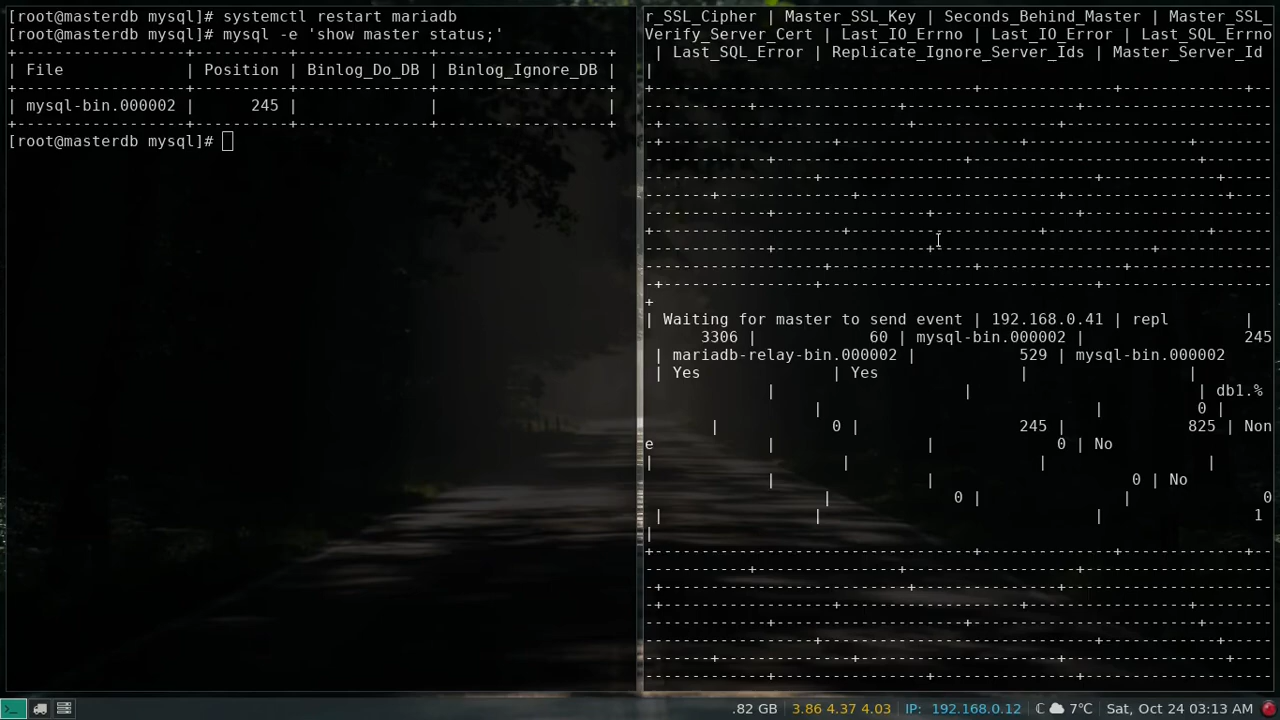 [root@masterdb mysql]# systemctl restart mariadb
[root@masterdb mysql]# mysql -e 'show master status;'
+--------------------+-----------+---------------+-------------------+
| File | Position | Binlog_Do_DB | Binlog_Ignore_DB |
+--------------------+-----------+---------------+-------------------+
| mysql-bin.000002 | 245 | | |
+--------------------+-----------+---------------+-------------------+
[root@masterdb mysql]#
r_SSL_Cipher | Master_SSL_Key | Seconds_Behind_Master | Master_SSL_
Verify_Server_Cert | Last_IO_Errno | Last_IO_Error | Last_SQL_Errno
| Last_SQL_Error | Replicate_Ignore_Server_Ids | Master_Server_Id
|
| Waiting for master to send event | 192.168.0.41 | repl |
3306 | 60 | mysql-bin.000002 | 245
| mariadb-relay-bin.000002 | 529 | mysql-bin.000002
| Yes | Yes | |
| | | db1.%
| | 0 |
| 0 | 245 | 825 | Non
e | | 0 | No
| | | |
| | 0 | No
| 0 | | 0
| | | 1
|
.82 GB 3.86 4.37 4.03 IP: 192.168.0.12 7°C Sat, Oct 24 03:13 AM